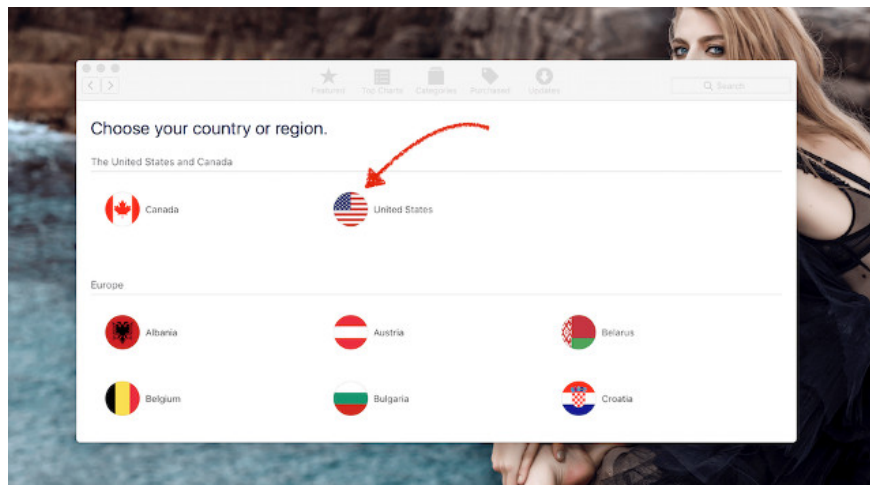 Featured Top Charts Categories Purchased Updates
Search
Choose your country or region.
The United States and Canada
Canada United States
Europe
Albania Austria Belarus
Belgium Bulgaria Croatia